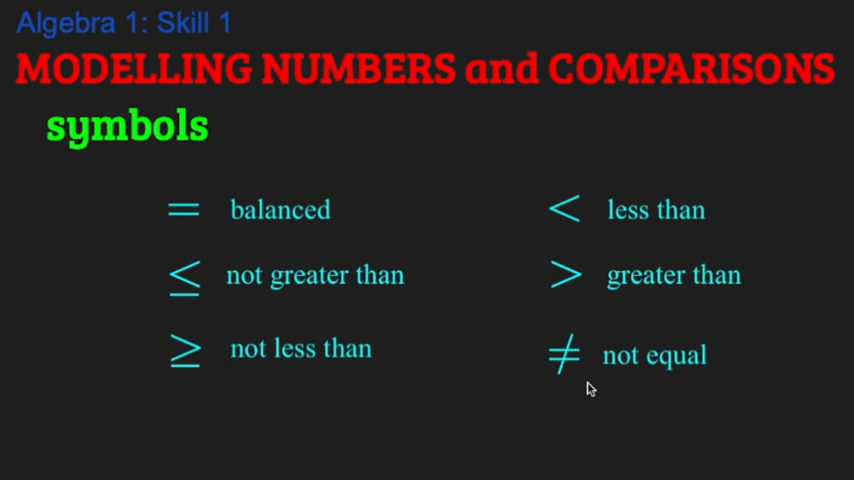 Algebra 1: Skill 1
MODELLING NUMBERS and COMPARISONS
symbols
= balanced < less than
≤ not greater than > greater than
≥ not less than ≠ not equal